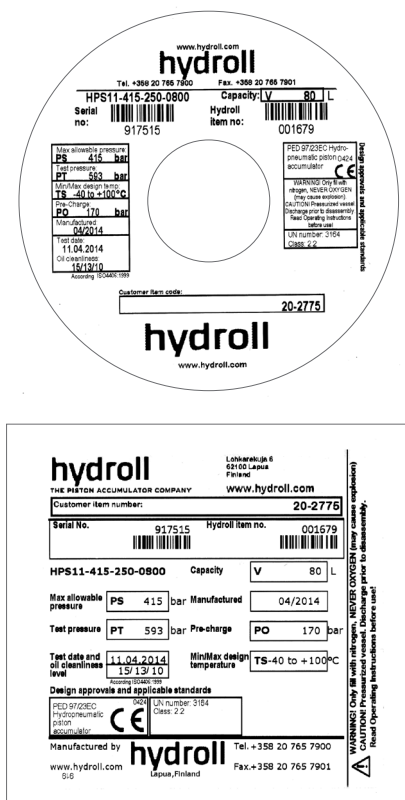 www.hydroll.com
hydroll
Tel. +358 20 765 7900 Fax. +358 20 765 7901
HPS11-415-250-0800 Capacity: V 80 L
Serial no: 917515
Hydroll item no: 001679
Max allowable pressure:
PS 415 bar
Test pressure:
PT 593 bar
Min/Max design temp:
TS -40 to +100°C
Pre-Charge:
PO 170 bar
Manufactured
04/2014
Test date:
11.04.2014
Oil cleanliness:
15/13/10
According ISO4406:1999
PED 97/23EC Hydro-
pneumatic piston 0424
accumulator CE
WARNING! Only fill with
nitrogen, NEVER OXYGEN
(may cause explosion).
CAUTION! Pressurized vessel.
Discharge prior to disassembly.
Read Operating Instructions
before use!
UN number: 3164
Class: 2.2
Design approvals and applicable standards
Customer item code:
20-2775
hydroll
www.hydroll.com
hydroll
THE PISTON ACCUMULATOR COMPANY
Lohkarekuja 6
62100 Lapua
Finland
www.hydroll.com
Customer item number: 20-2775
Serial No. 917515 Hydroll item no. 001679
HPS11-415-250-0800 Capacity V 80 L
Max allowable pressure PS 415 bar Manufactured 04/2014
Test pressure PT 593 bar Pre-charge PO 170 bar
Test date and oil cleanliness level 11.04.2014 15/13/10
According ISO4406:1999
Min/Max design temperature TS-40 to +100°C
Design approvals and applicable standards
PED 97/23EC 0424
Hydropneumatic
piston
accumulator
CE
UN number: 3164
Class: 2.2
Manufactured by hydroll Tel. +358 20 765 7900
www.hydroll.com Lapua, Finland Fax.+358 20 765 7901
WARNING! Only fill with nitrogen, NEVER OXYGEN (may cause explosion)
CAUTION! Pressurized vessel. Discharge prior to disassembly.
Read Operating Instructions before use!